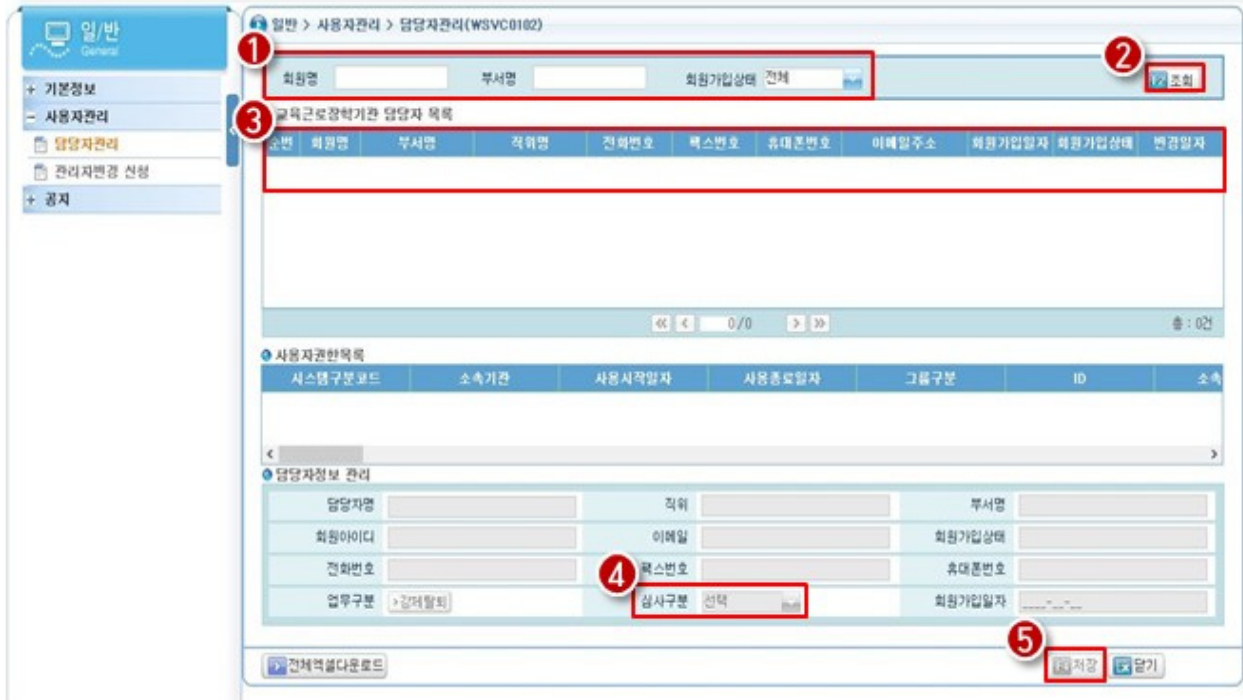 일/반
General
+ 기본정보
- 사용자관리
담당자관리
관리자변경 신청
+ 공지
일반 > 사용자관리 > 담당자관리(WSVC0102)
1
2
회원명 부서명 회원가입상태 전체 조회
3
교육근로장학기관 담당자 목록
순번 회원명 부서명 직위명 전화번호 팩스번호 휴대폰번호 이메일주소 회원가입일자 회원가입상태 변경일자
0/0 총 : 0건
사용자권한목록
시스템구분코드 소속기관 사용시작일자 사용종료일자 그룹구분 ID 소속
담당자정보 관리
담당자명 직위 부서명
회원아이디 이메일 회원가입상태
전화번호 팩스번호 휴대폰번호
4
업무구분 강제탈퇴 심사구분 선택 회원가입일자 ____-__-__
5
전체엑셀다운로드 저장 닫기